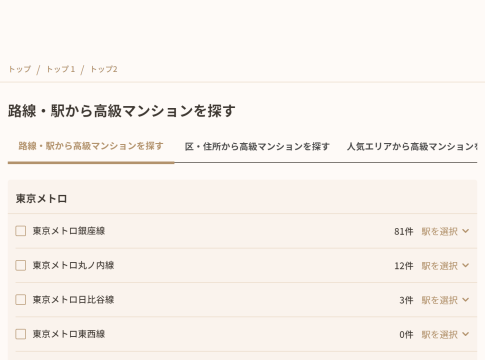 トップ / トップ 1 / トップ2
路線・駅から高級マンションを探す
路線・駅から高級マンションを探す 区・住所から高級マンションを探す 人気エリアから高級マンション
東京メトロ
東京メトロ銀座線 81件 駅を選択
東京メトロ丸ノ内線 12件 駅を選択
東京メトロ日比谷線 3件 駅を選択
東京メトロ東西線 0件 駅を選択